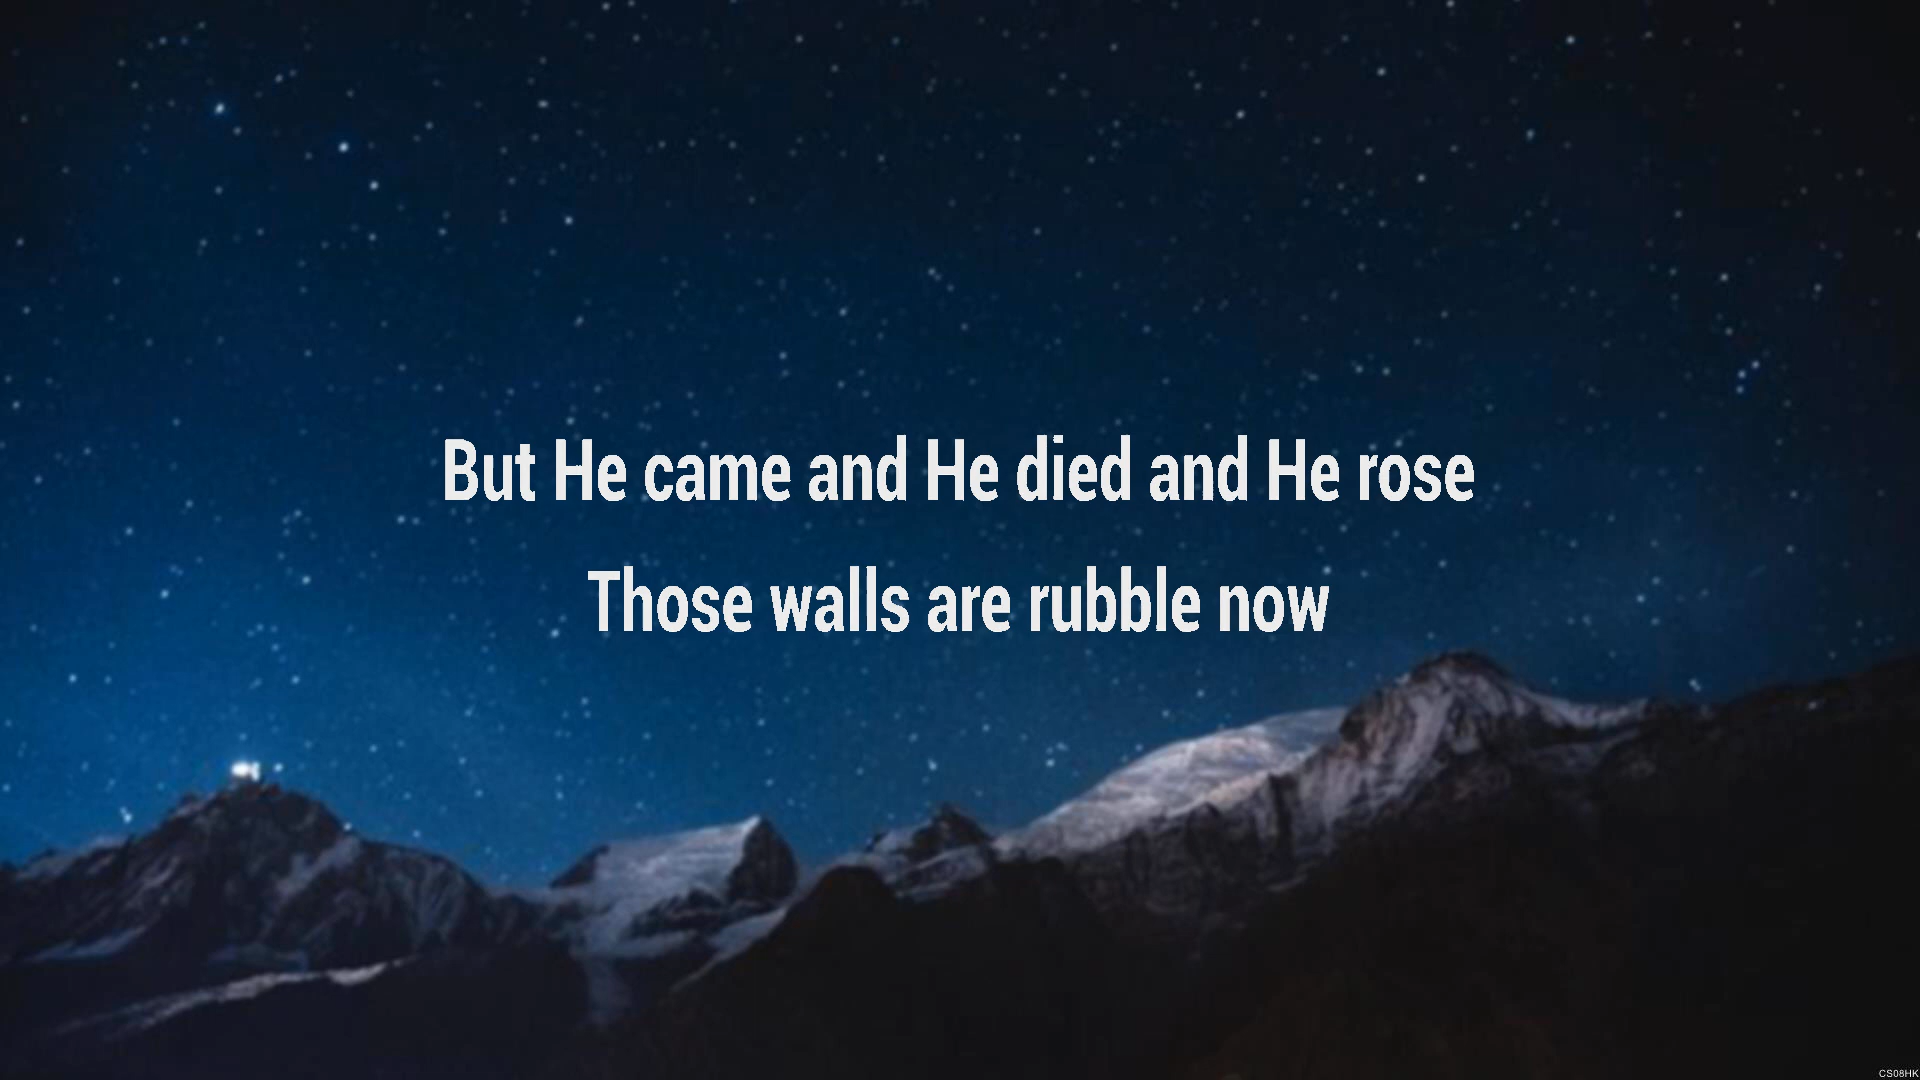 But He came and He died and He rose
Those walls are rubble now
CS08HK